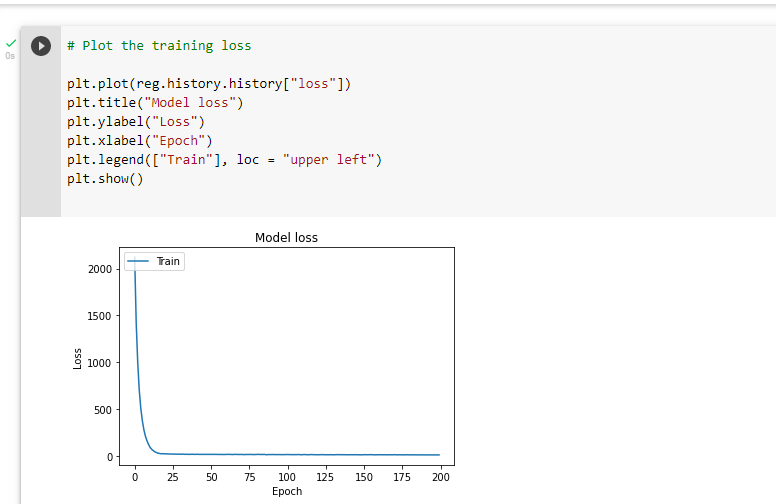 # Plot the training loss
0s
plt.plot(reg.history.history["loss"])
plt.title("Model loss")
plt.ylabel("Loss")
plt.xlabel("Epoch")
plt.legend(["Train"], loc = "upper left")
plt.show()
Model loss
Train
2000
1500
1000
500
0
Loss
0 25 50 75 100 125 150 175 200
Epoch